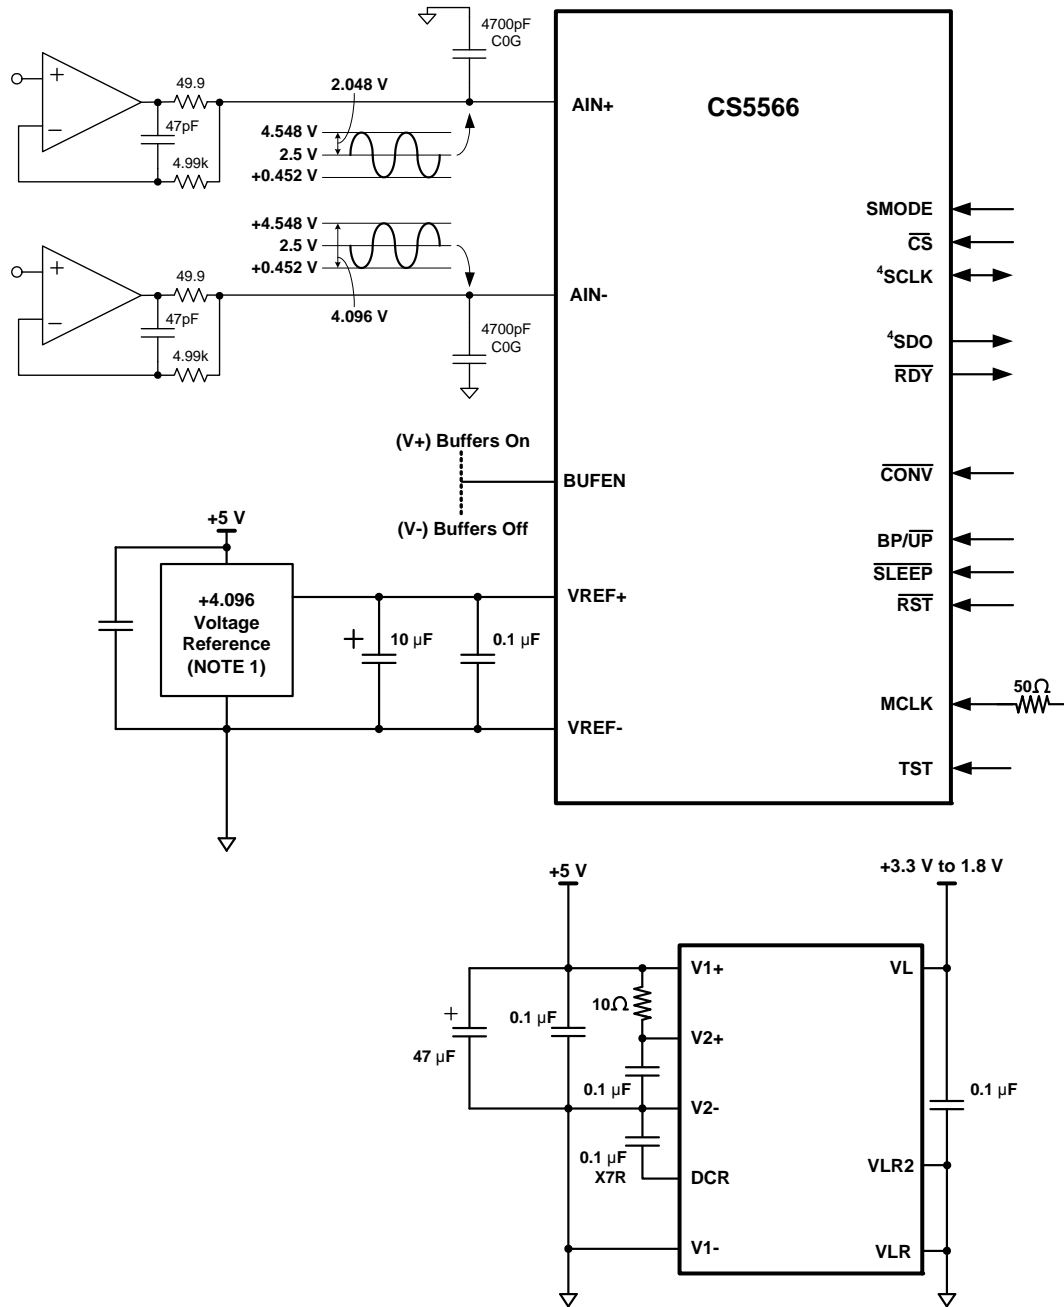 4700pF
C0G
+
−
49.9
47pF
4.99k
2.048 V
4.548 V
2.5 V
+0.452 V
AIN+
CS5566
+
−
49.9
47pF
4.99k
+4.548 V
2.5 V
+0.452 V
4.096 V
AIN-
4700pF
C0G
SMODE
CS
4SCLK
4SDO
RDY
(V+) Buffers On
BUFEN
(V-) Buffers Off
CONV
BP/UP
SLEEP
RST
+5 V
+4.096
Voltage
Reference
(NOTE 1)
VREF+
+
10 µF
0.1 µF
VREF-
MCLK
50Ω
TST
+5 V
+3.3 V to 1.8 V
V1+
VL
+
47 µF
0.1 µF
10Ω
V2+
0.1 µF
V2-
0.1 µF
X7R
DCR
V1-
0.1 µF
VLR2
VLR